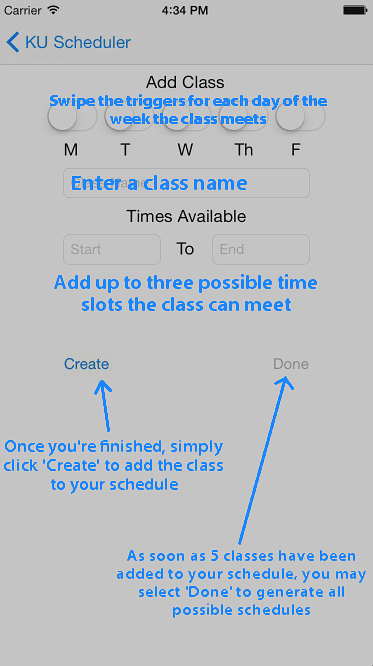 Carrier 4:34 PM
KU Scheduler
Add Class
Swipe the triggers for each day of the
week the class meets
M T W Th F
Enter a class name
Times Available
Start To End
Add up to three possible time
slots the class can meet
Create Done
Once you're finished, simply
click 'Create' to add the class
to your schedule
As soon as 5 classes have been
added to your schedule, you may
select 'Done' to generate all
possible schedules